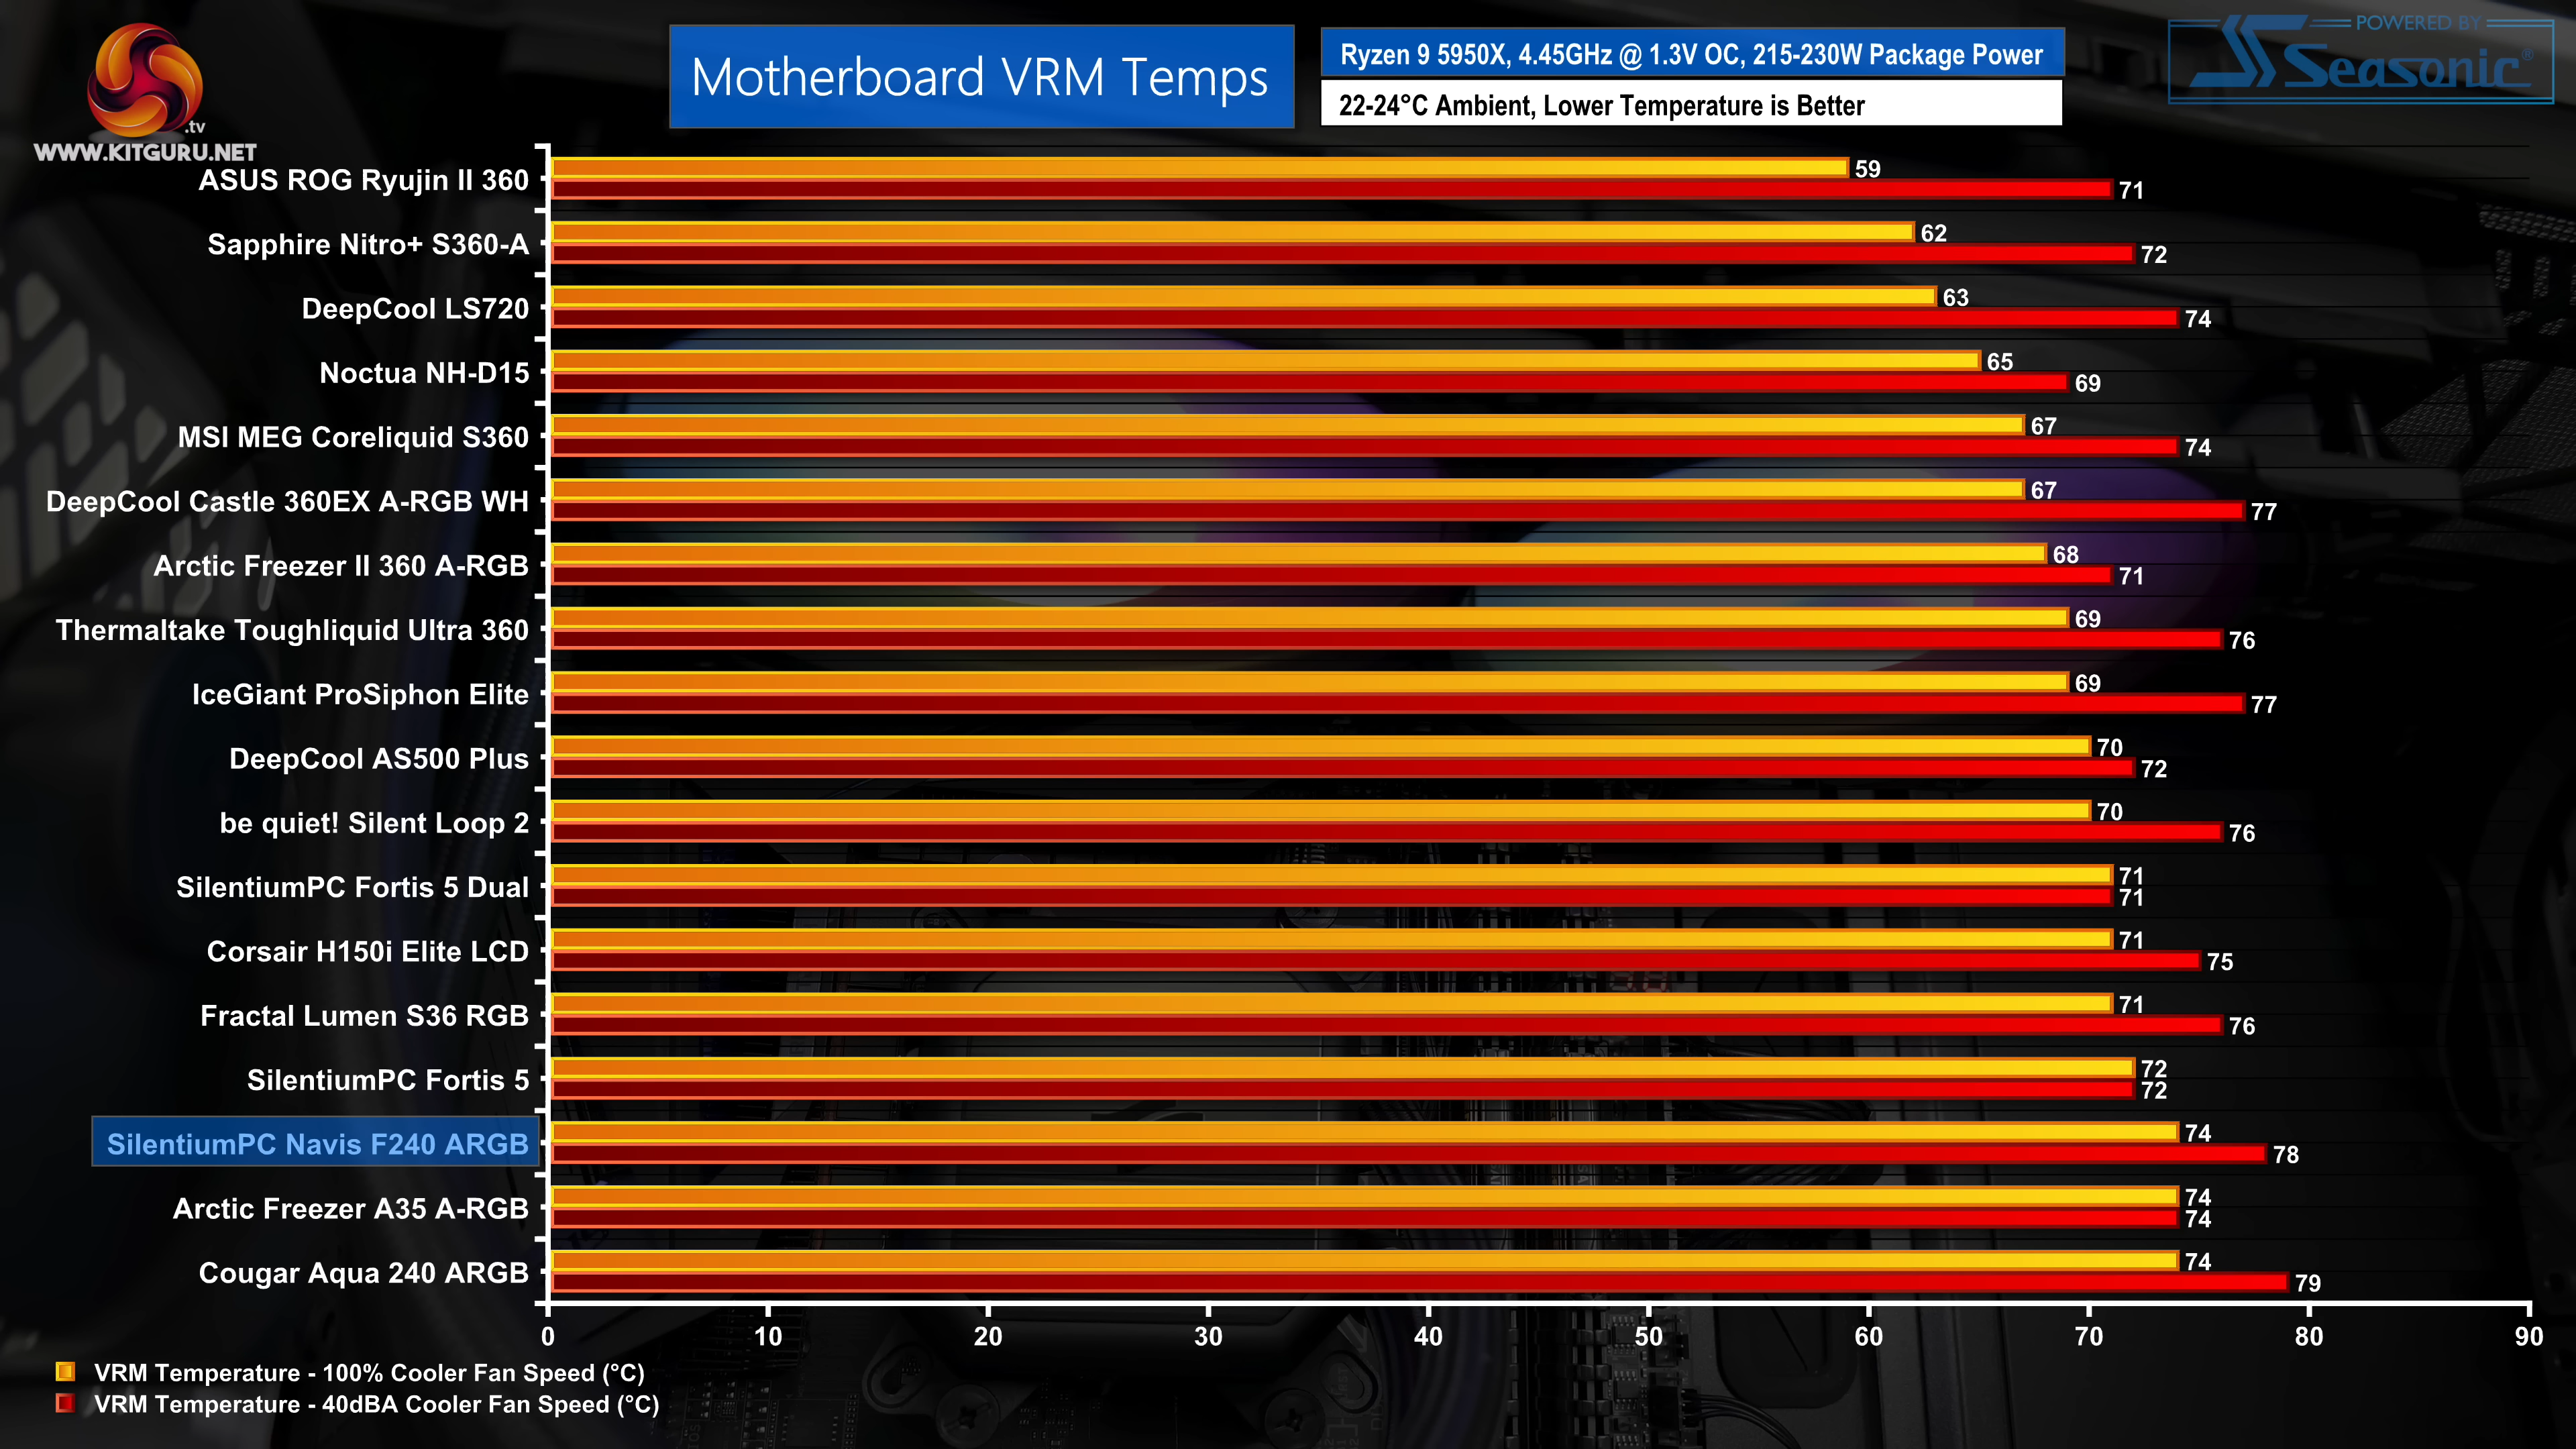 .tv
WWW.KITGURU.NET
Motherboard VRM Temps
Ryzen 9 5950X, 4.45GHz @ 1.3V OC, 215-230W Package Power
22-24°C Ambient, Lower Temperature is Better
POWERED BY
Seasonic®
ASUS ROG Ryujin II 360
59
71
Sapphire Nitro+ S360-A
62
72
DeepCool LS720
63
74
Noctua NH-D15
65
69
MSI MEG Coreliquid S360
67
74
DeepCool Castle 360EX A-RGB WH
67
77
Arctic Freezer II 360 A-RGB
68
71
Thermaltake Toughliquid Ultra 360
69
76
IceGiant ProSiphon Elite
69
77
DeepCool AS500 Plus
70
72
be quiet! Silent Loop 2
70
76
SilentiumPC Fortis 5 Dual
71
71
Corsair H150i Elite LCD
71
75
Fractal Lumen S36 RGB
71
76
SilentiumPC Fortis 5
72
72
SilentiumPC Navis F240 ARGB
74
78
Arctic Freezer A35 A-RGB
74
74
Cougar Aqua 240 ARGB
74
79
0 10 20 30 40 50 60 70 80 90
VRM Temperature - 100% Cooler Fan Speed (°C)
VRM Temperature - 40dBA Cooler Fan Speed (°C)